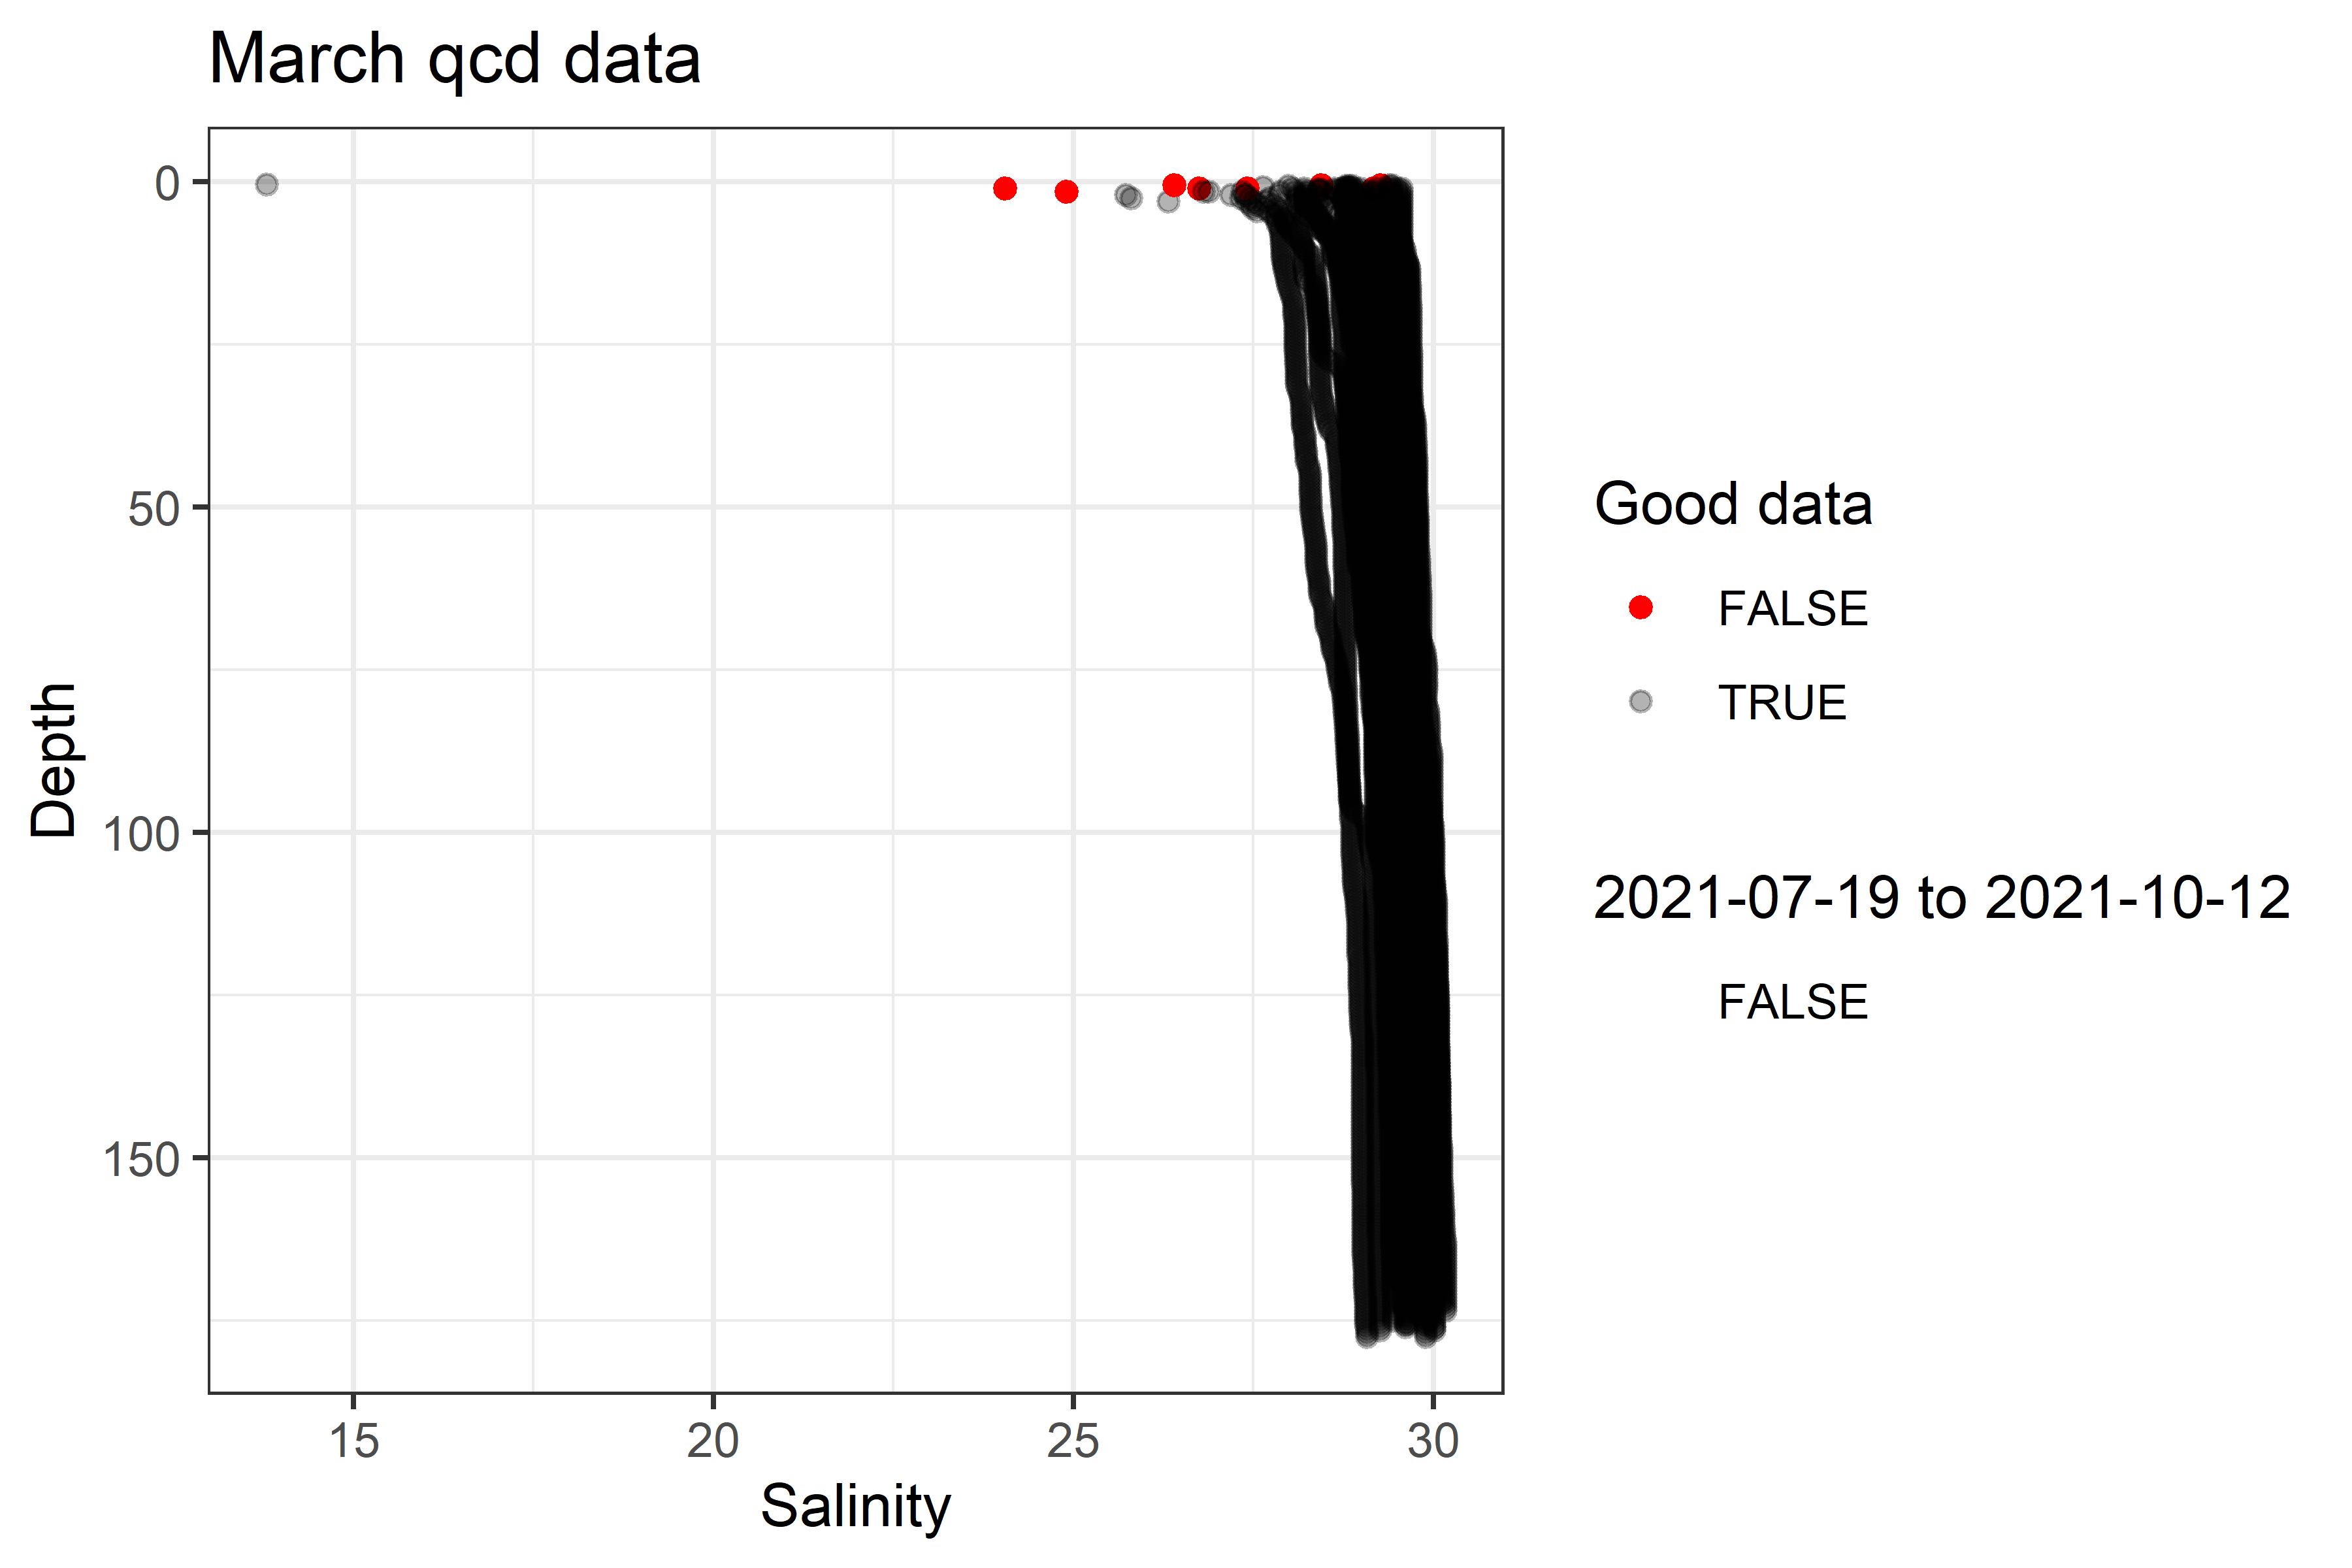 March qcd data
0
50
100
150
Depth
15 20 25 30
Salinity
Good data
FALSE
TRUE
2021-07-19 to 2021-10-12
FALSE